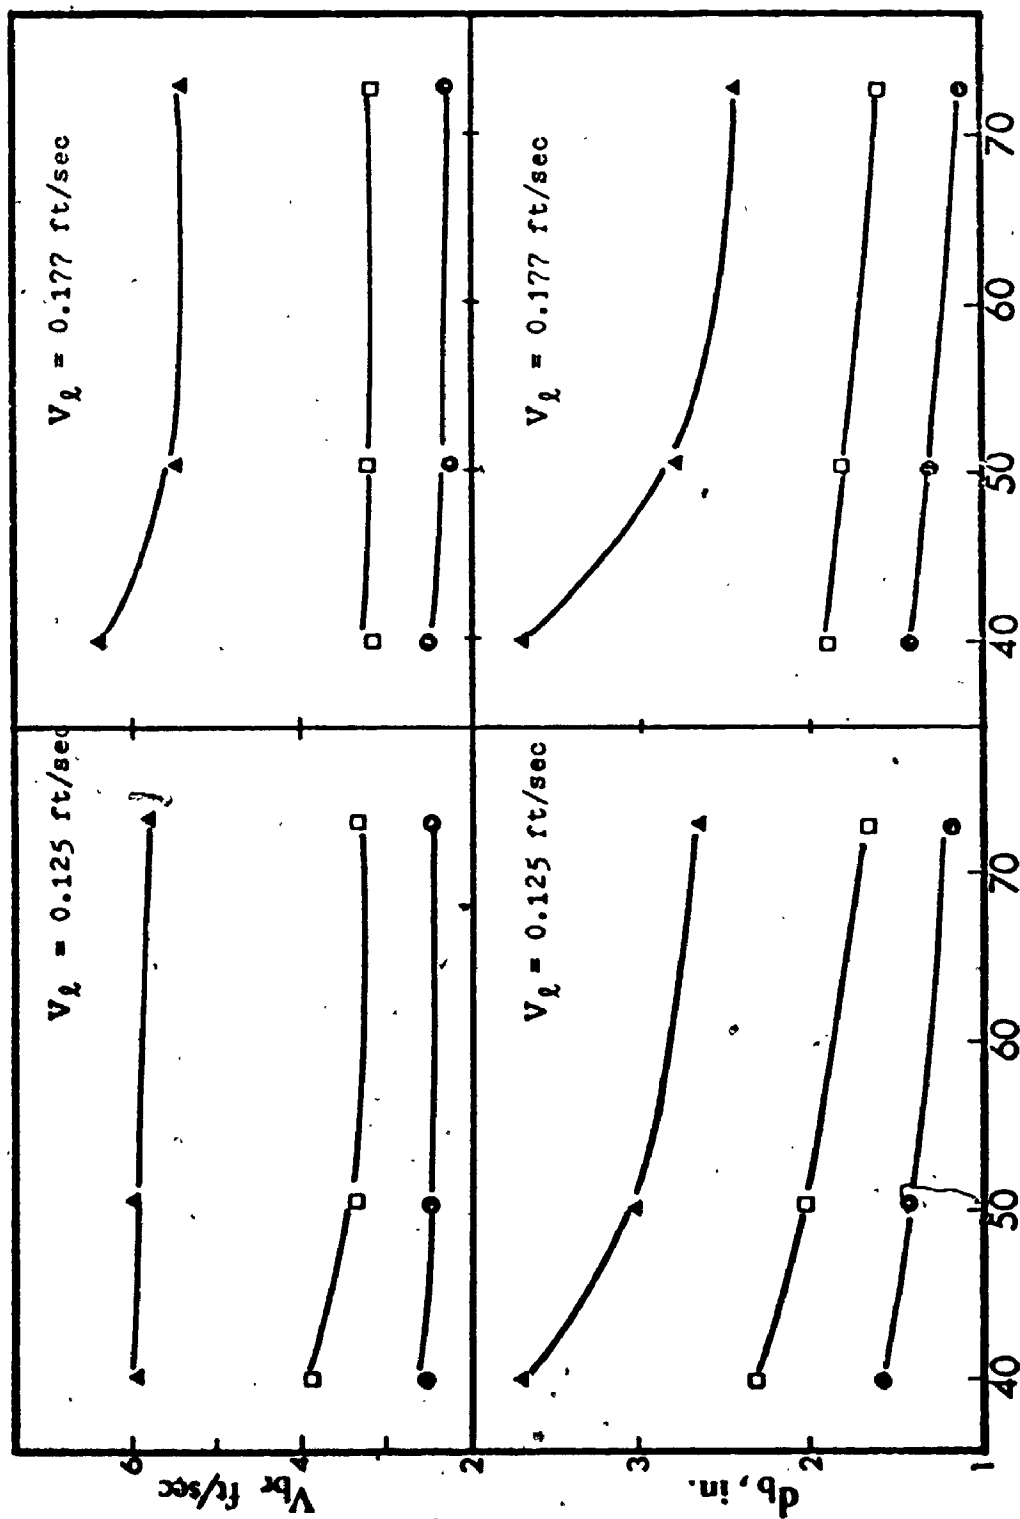 V_ℓ = 0.125 ft/sec
V_ℓ = 0.177 ft/sec
6
4
2
V_br ft/sec
V_ℓ = 0.125 ft/sec
V_ℓ = 0.177 ft/sec
3
2
1
d_b, in.
40 50 60 70 40 50 60 70